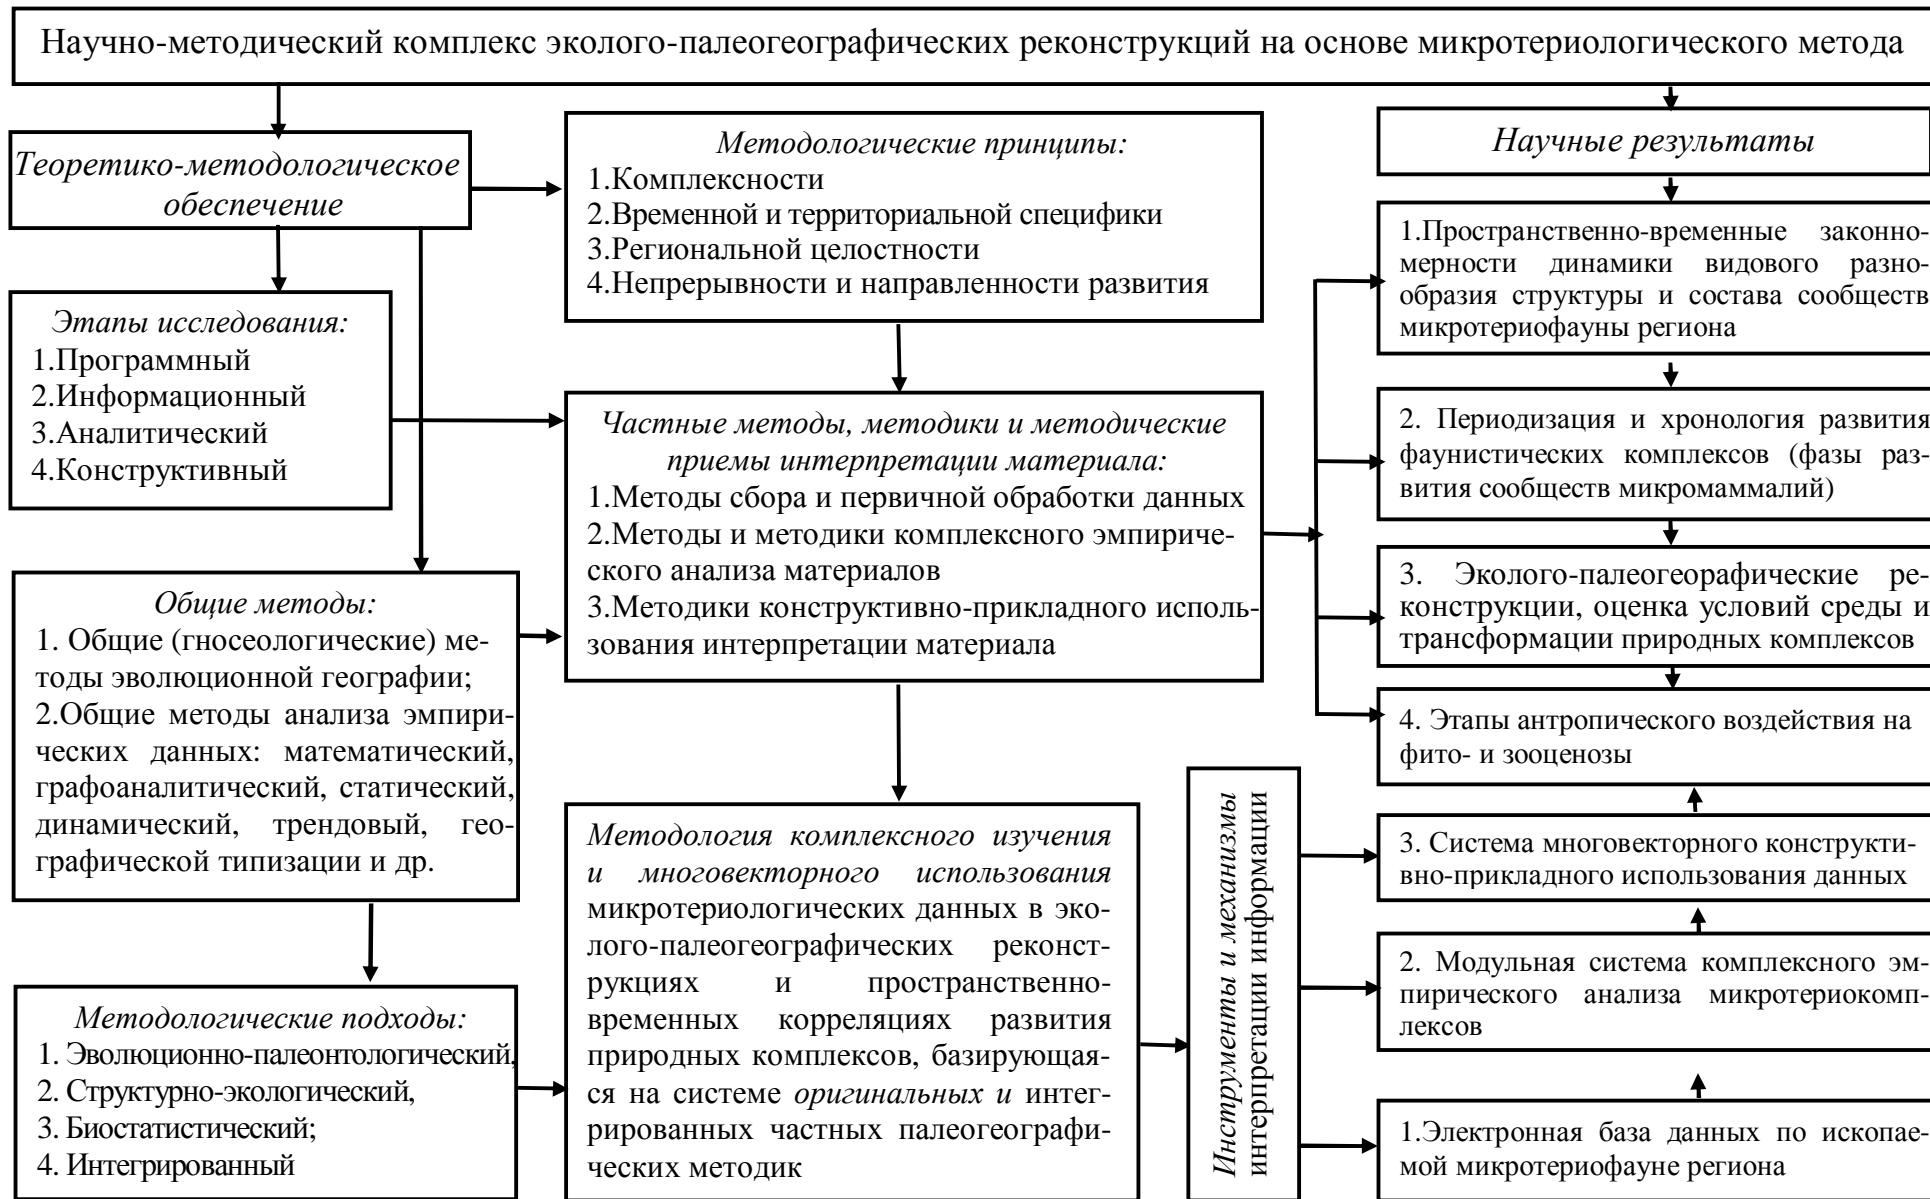 Научно-методический комплекс эколого-палеогеографических реконструкций на основе микротериологического метода
Теоретико-методологическое
обеспечение
Этапы исследования:
1.Программный
2.Информационный
3.Аналитический
4.Конструктивный
Общие методы:
1. Общие (гносеологические) ме-
тоды эволюционной географии;
2.Общие методы анализа эмпири-
ческих данных: математический,
графоаналитический, статический,
динамический, трендовый, гео-
графической типизации и др.
Методологические подходы:
1. Эволюционно-палеонтологический,
2. Структурно-экологический,
3. Биостатистический;
4. Интегрированный
Методологические принципы:
1.Комплексности
2.Временной и территориальной специфики
3.Региональной целостности
4.Непрерывности и направленности развития
Частные методы, методики и методические
приемы интерпретации материала:
1.Методы сбора и первичной обработки данных
2.Методы и методики комплексного эмпириче-
ского анализа материалов
3.Методики конструктивно-прикладного исполь-
зования интерпретации материала
Методология комплексного изучения
и многовекторного использования
микротериологических данных в эко-
лого-палеогеографических реконст-
рукциях и пространственно-
временных корреляциях развития
природных комплексов, базирующая-
ся на системе оригинальных и интег-
рированных частных палеогеографи-
ческих методик
Инструменты и механизмы
интерпретации информации
Научные результаты
1.Пространственно-временные законно-
мерности динамики видового разно-
образия структуры и состава сообществ
микротериофауны региона
2. Периодизация и хронология развития
фаунистических комплексов (фазы раз-
вития сообществ микромаммалий)
3. Эколого-палеогеорафические ре-
конструкции, оценка условий среды и
трансформации природных комплексов
4. Этапы антропического воздействия на
фито- и зооценозы
3. Система многовекторного конструкти-
вно-прикладного использования данных
2. Модульная система комплексного эм-
пирического анализа микротериокомп-
лексов
1.Электронная база данных по ископае-
мой микротериофауне региона